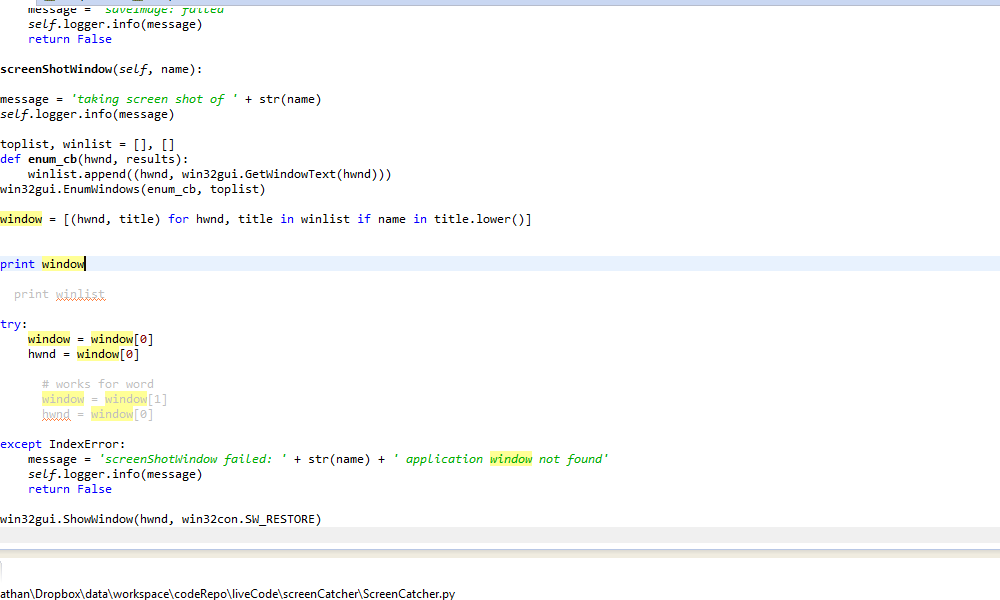 message = 'saveImage: failed
self.logger.info(message)
return False
screenShotWindow(self, name):
message = 'taking screen shot of ' + str(name)
self.logger.info(message)
toplist, winlist = [], []
def enum_cb(hwnd, results):
winlist.append((hwnd, win32gui.GetWindowText(hwnd)))
win32gui.EnumWindows(enum_cb, toplist)
window = [(hwnd, title) for hwnd, title in winlist if name in title.lower()]
print window
print winlist
try:
window = window[0]
hwnd = window[0]
# works for word
window = window[1]
hwnd = window[0]
except IndexError:
message = 'screenShotWindow failed: ' + str(name) + ' application window not found'
self.logger.info(message)
return False
win32gui.ShowWindow(hwnd, win32con.SW_RESTORE)
athan\Dropbox\data\workspace\codeRepo\liveCode\screenCatcher\ScreenCatcher.py